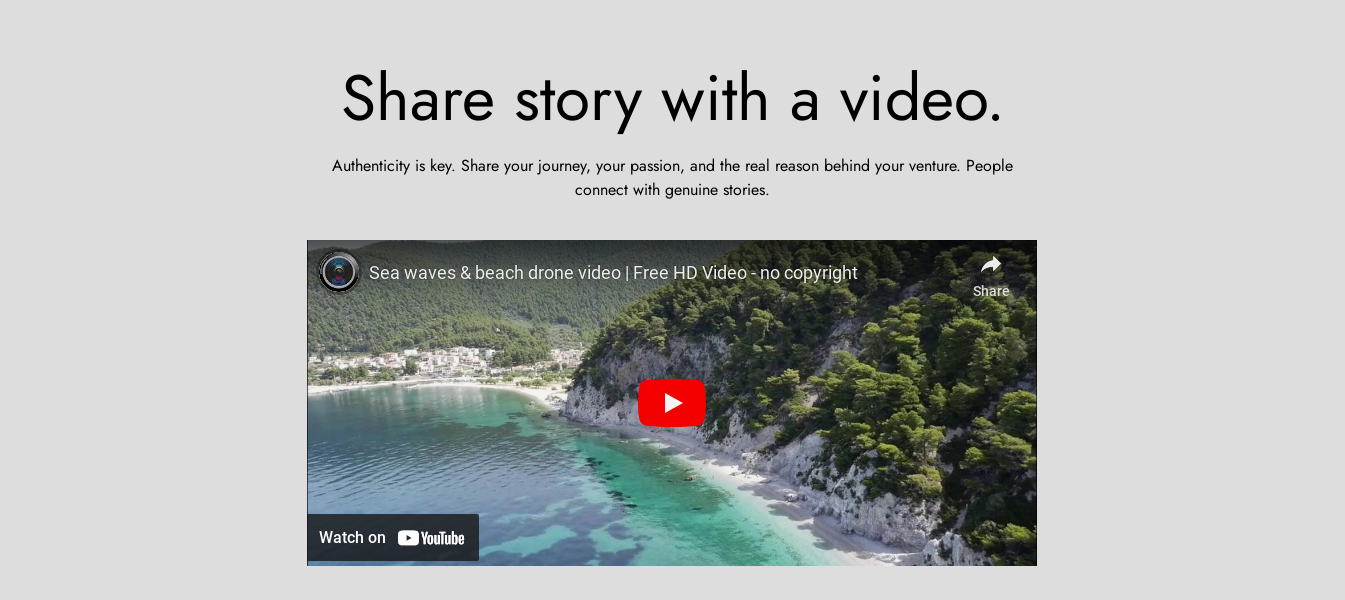 Share story with a video.
Authenticity is key. Share your journey, your passion, and the real reason behind your venture. People
connect with genuine stories.
Sea waves & beach drone video | Free HD Video - no copyright
Share
Watch on YouTube